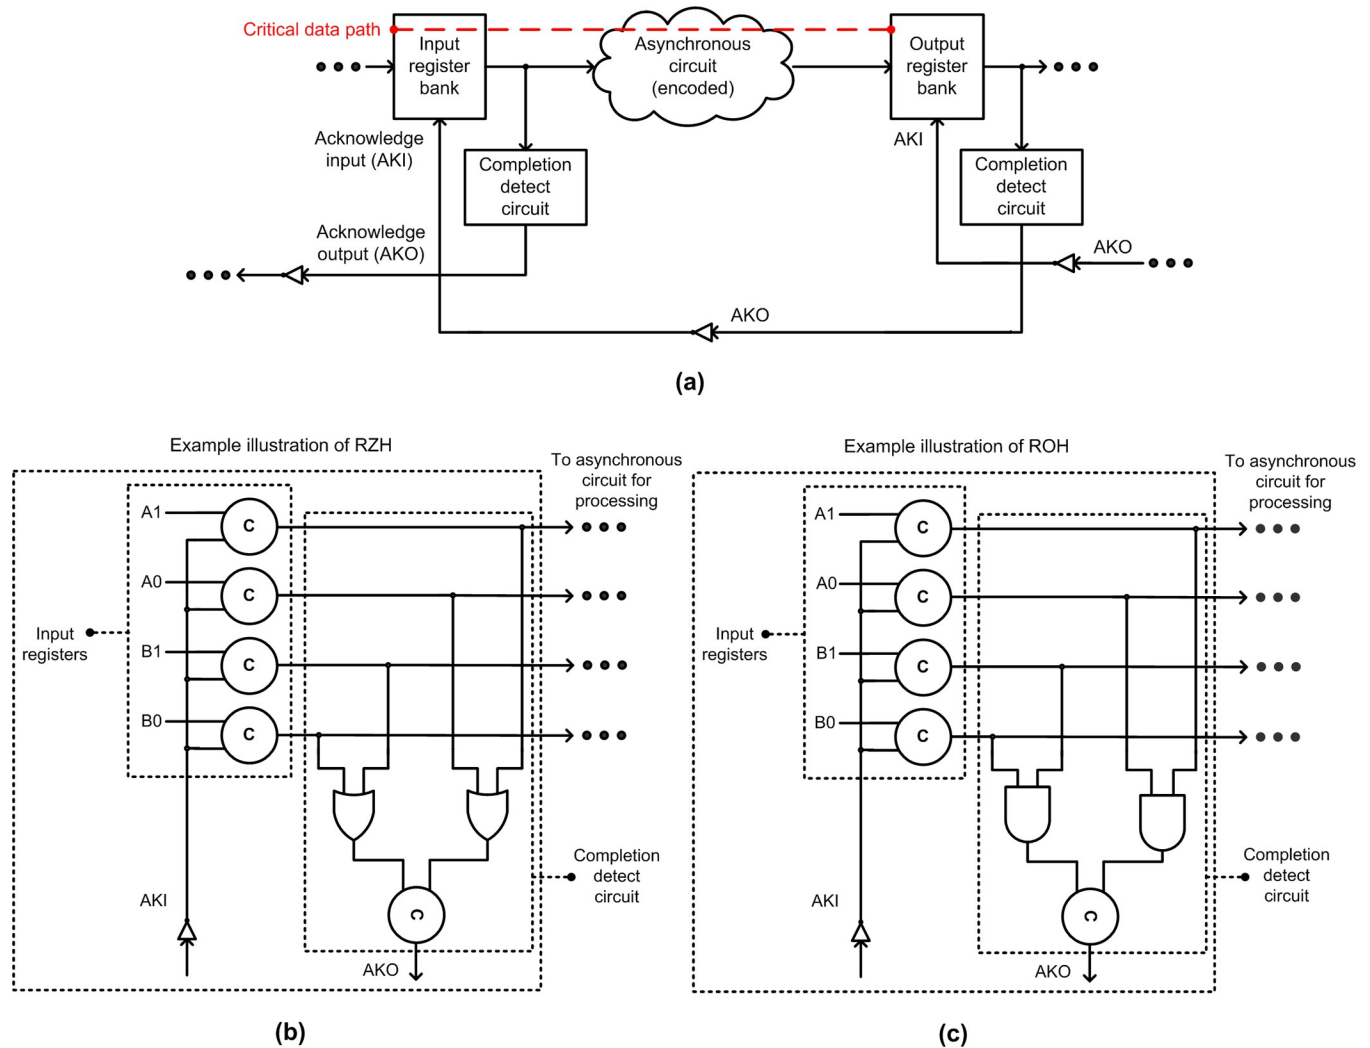 Critical data path
Input
register
bank
Asynchronous
circuit
(encoded)
Output
register
bank
Acknowledge
input (AKI)
AKI
Completion
detect
circuit
Completion
detect
circuit
Acknowledge
output (AKO)
AKO
AKO
(a)
Example illustration of RZH
To asynchronous
circuit for
processing
A1
C
A0
C
B1
C
B0
C
Input
registers
Completion
detect
circuit
AKI
C
AKO
(b)
Example illustration of ROH
To asynchronous
circuit for
processing
A1
C
A0
C
B1
C
B0
C
Input
registers
Completion
detect
circuit
AKI
C
AKO
(c)